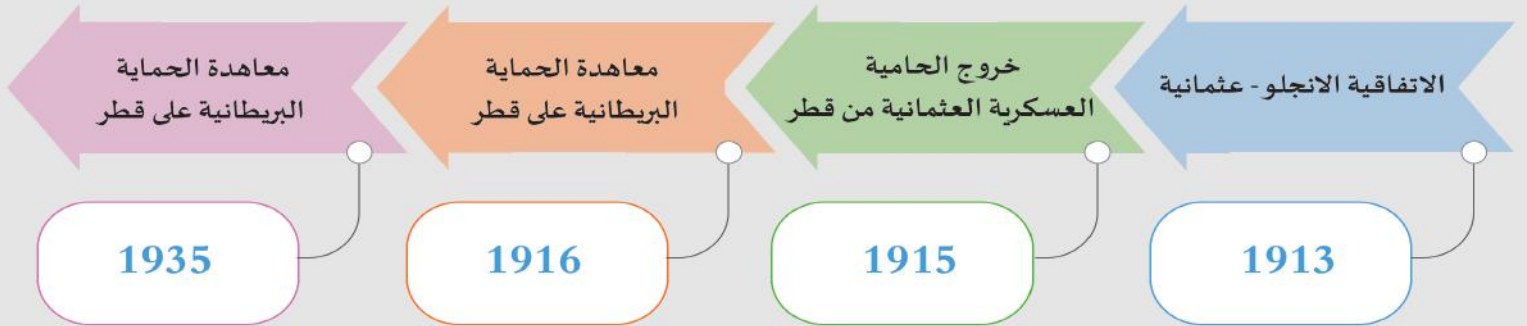 الاتفاقية الانجلو - عثمانية
خروج الحامية
العسكرية العثمانية من قطر
معاهدة الحماية
البريطانية على قطر
معاهدة الحماية
البريطانية على قطر
1913
1915
1916
1935